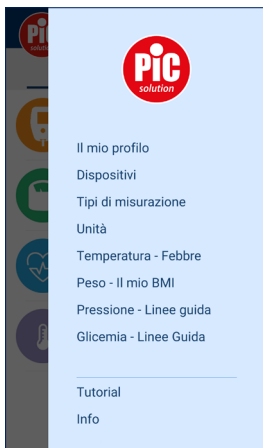 PiC
solution
Il mio profilo
Dispositivi
Tipi di misurazione
Unità
Temperatura - Febbre
Peso - Il mio BMI
Pressione - Linee guida
Glicemia - Linee Guida
Tutorial
Info